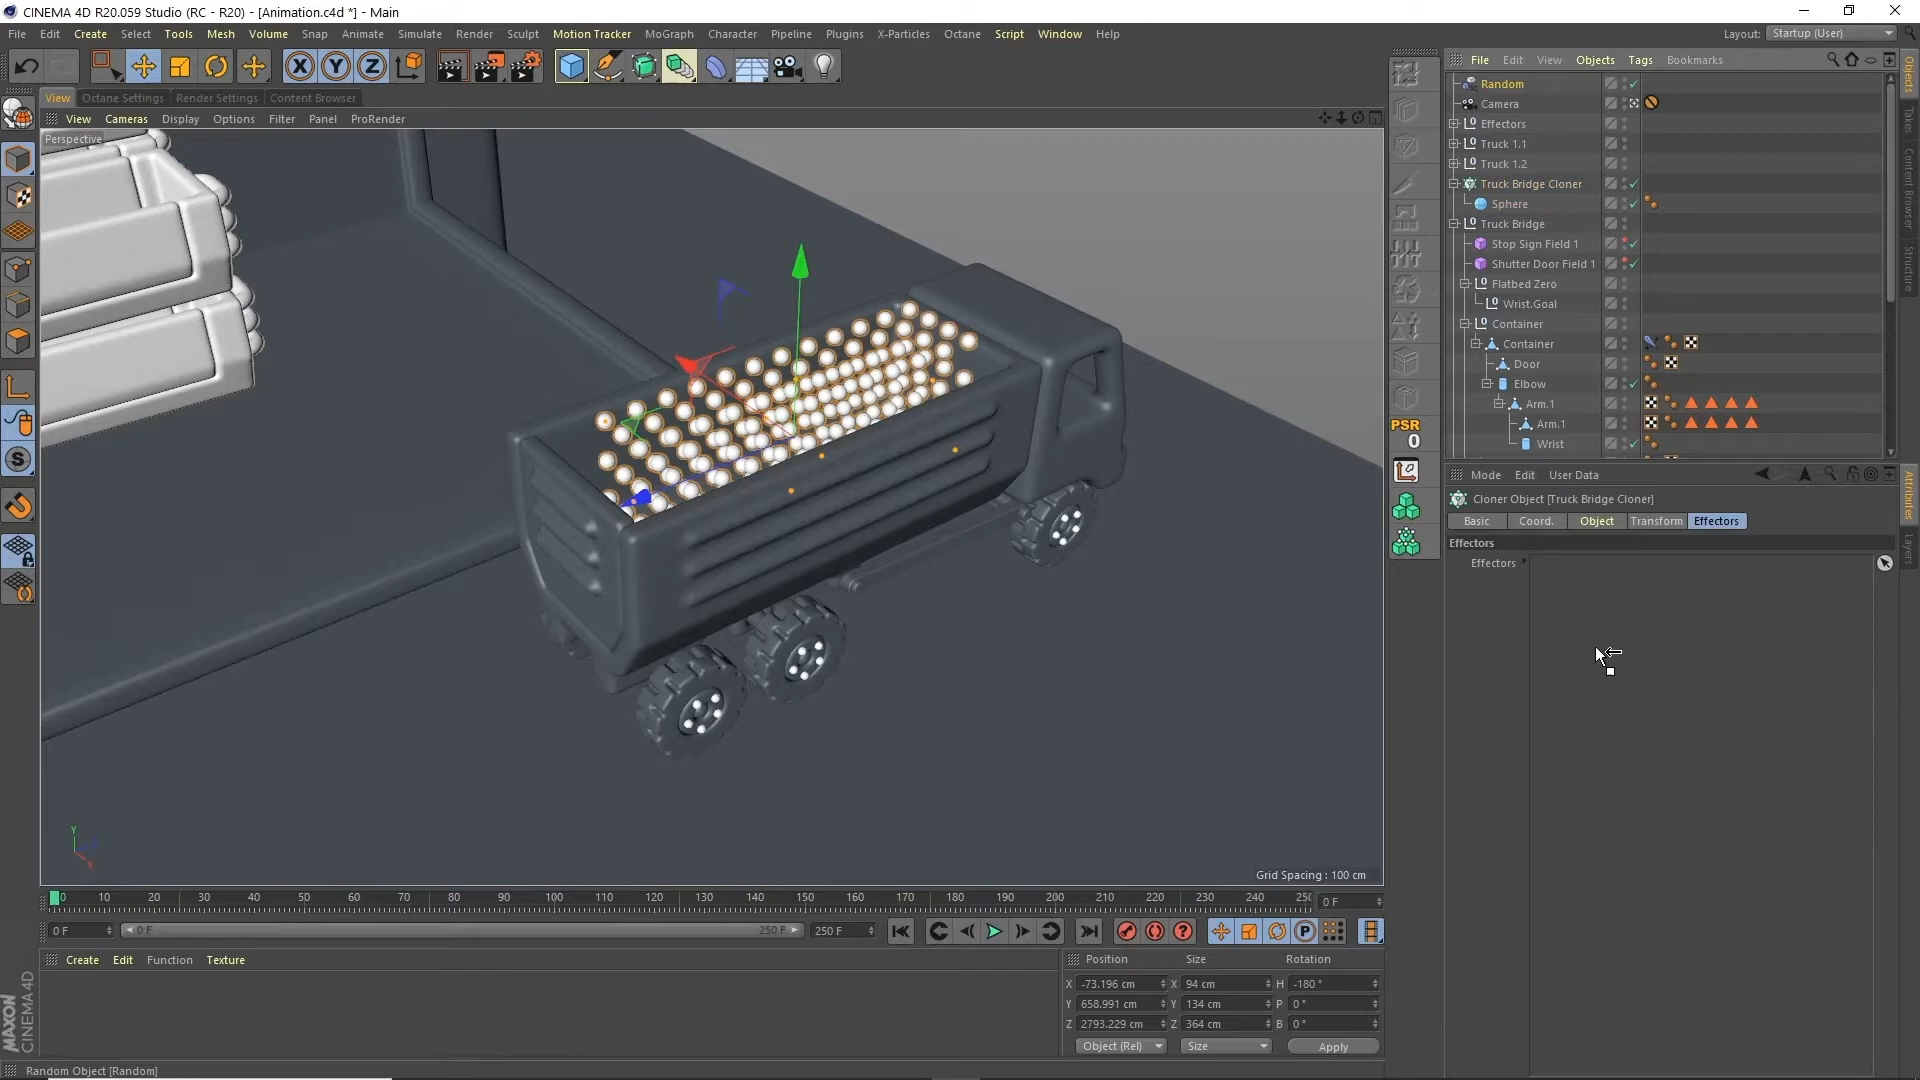 CINEMA 4D R20.059 Studio (RC - R20) - [Animation.c4d *] - Main
File Edit Create Select Tools Mesh Volume Snap Animate Simulate Render Sculpt Motion Tracker MoGraph Character Pipeline Plugins X-Particles Octane Script Window Help Layout: Startup (User)
X Y Z
View Octane Settings Render Settings Content Browser
View Cameras Display Options Filter Panel ProRender
Perspective
File Edit View Objects Tags Bookmarks
Random
Camera
Effectors
Truck 1.1
Truck 1.2
Truck Bridge Cloner
Sphere
Truck Bridge
Stop Sign Field 1
Shutter Door Field 1
Flatbed Zero
Wrist.Goal
Container
Container
Door
Elbow
Arm.1
Arm.1
Wrist
PSR
0
Objects
Takes
Content Browser
Structure
Mode Edit User Data
Cloner Object [Truck Bridge Cloner]
Basic Coord. Object Transform Effectors
Effectors
Effectors
Attributes
Layers
Y
X
Grid Spacing : 100 cm
0 10 20 30 40 50 60 70 80 90 100 110 120 130 140 150 160 170 180 190 200 210 220 230 240 250 0 F
0 F 0 F 250 F 250 F
Create Edit Function Texture
Position Size Rotation
X -73.196 cm X 94 cm H -180 °
Y 658.991 cm Y 134 cm P 0 °
Z 2793.229 cm Z 364 cm B 0 °
Object (Rel) Size Apply
MAXON
CINEMA 4D
Random Object [Random]